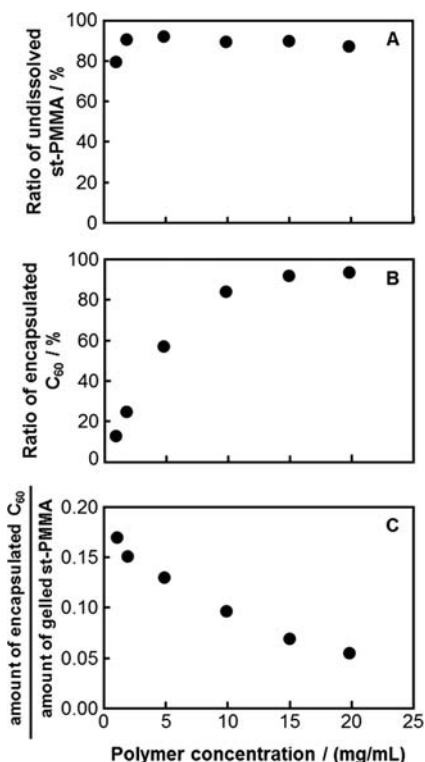 Ratio of undissolved
st-PMMA / %
100
80
60
40
20
0
A
Ratio of encapsulated
C60 / %
100
80
60
40
20
0
B
amount of encapsulated C60
amount of gelled st-PMMA
0.20
0.15
0.10
0.05
0.00
C
0 5 10 15 20 25
Polymer concentration / (mg/mL)